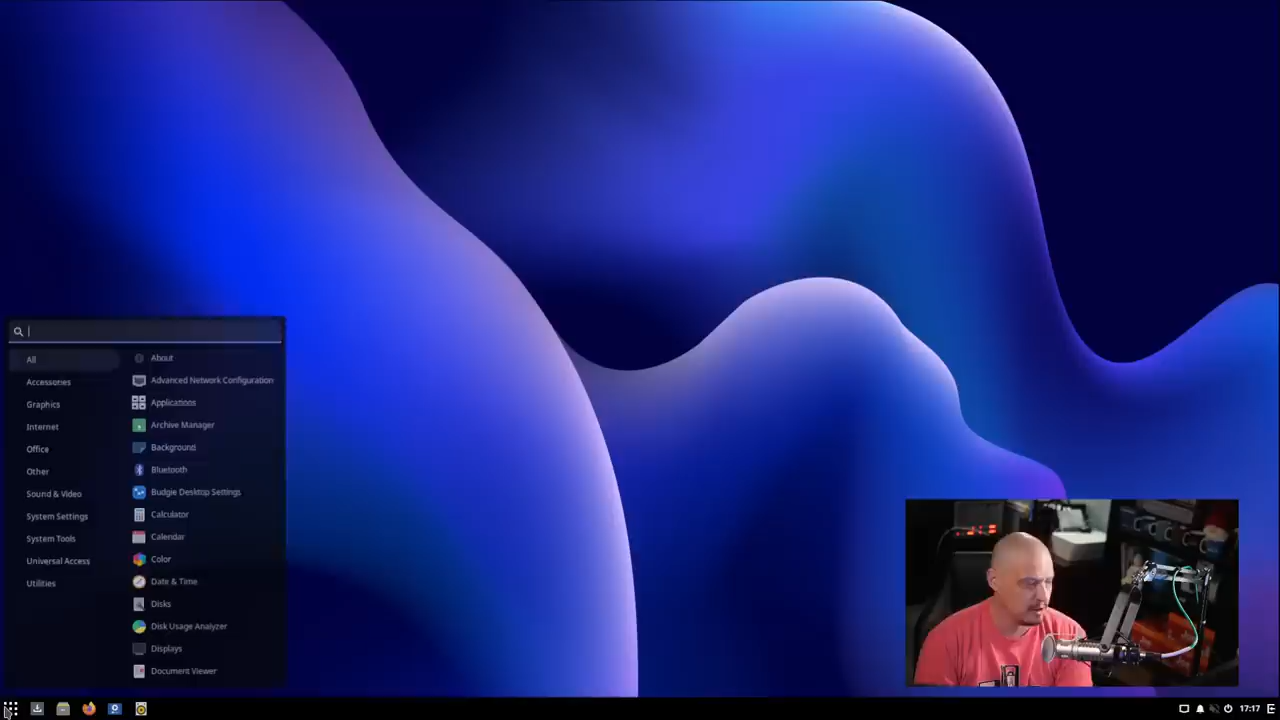 All
Accessories
Graphics
Internet
Office
Other
Sound & Video
System Settings
System Tools
Universal Access
Utilities
About
Advanced Network Configuration
Applications
Archive Manager
Background
Bluetooth
Budgie Desktop Settings
Calculator
Calendar
Color
Date & Time
Disks
Disk Usage Analyzer
Displays
Document Viewer
17:17